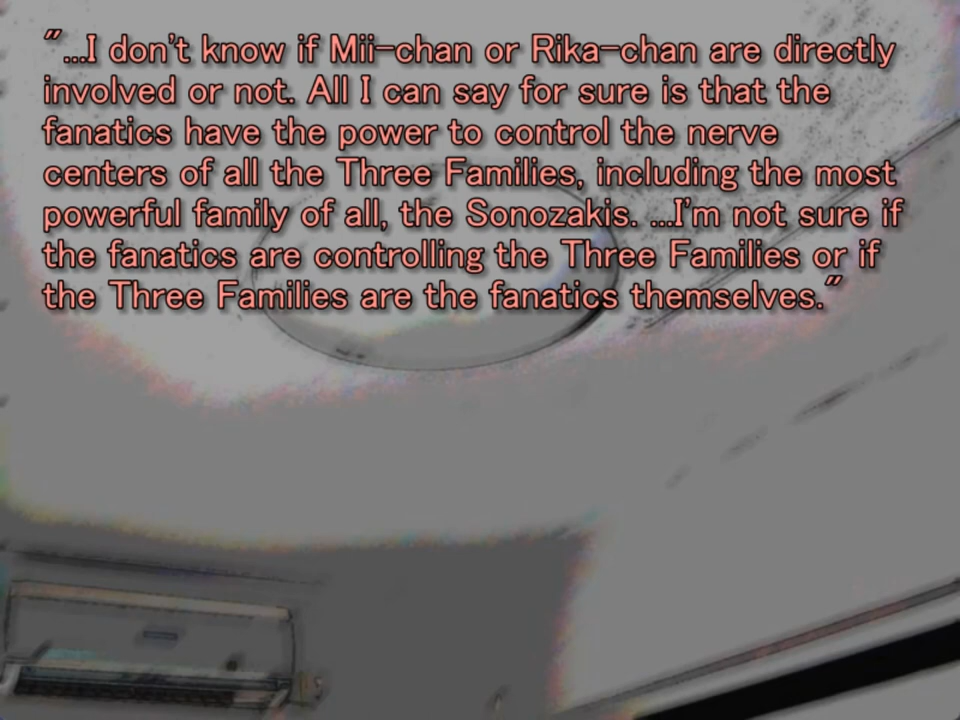 "...I don't know if Mii-chan or Rika-chan are directly
involved or not. All I can say for sure is that the
fanatics have the power to control the nerve
centers of all the Three Families, including the most
powerful family of all, the Sonozakis. ...I'm not sure if
the fanatics are controlling the Three Families or if
the Three Families are the fanatics themselves."